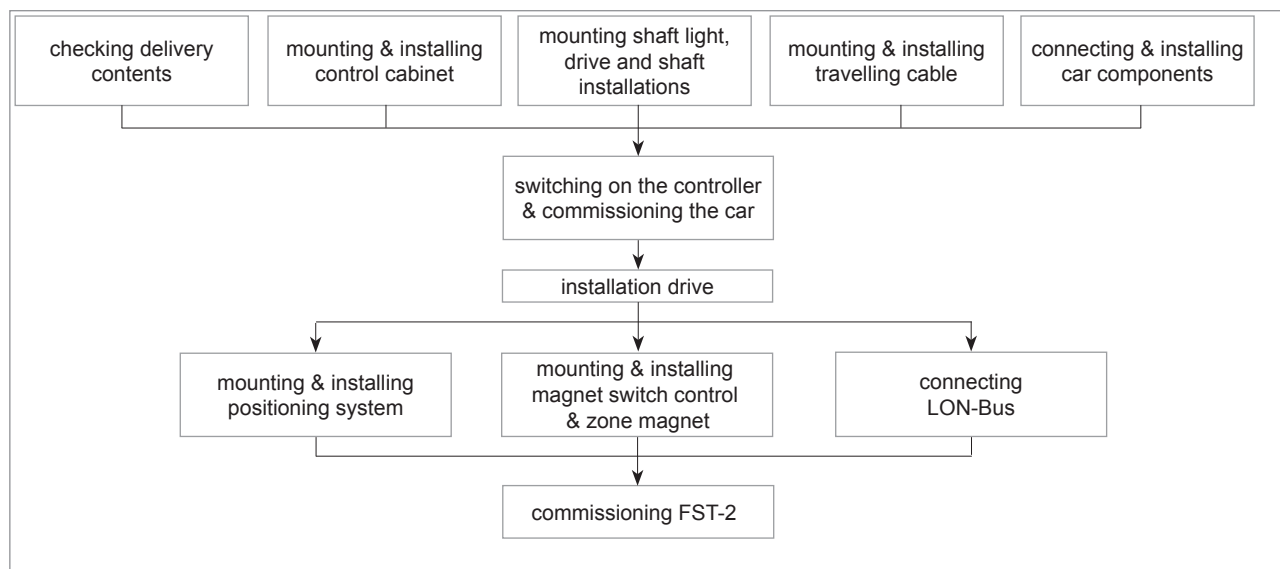 checking delivery
contents
mounting & installing
control cabinet
mounting shaft light,
drive and shaft
installations
mounting & installing
travelling cable
connecting & installing
car components
switching on the controller
& commissioning the car
installation drive
mounting & installing
positioning system
mounting & installing
magnet switch control
& zone magnet
connecting
LON-Bus
commissioning FST-2